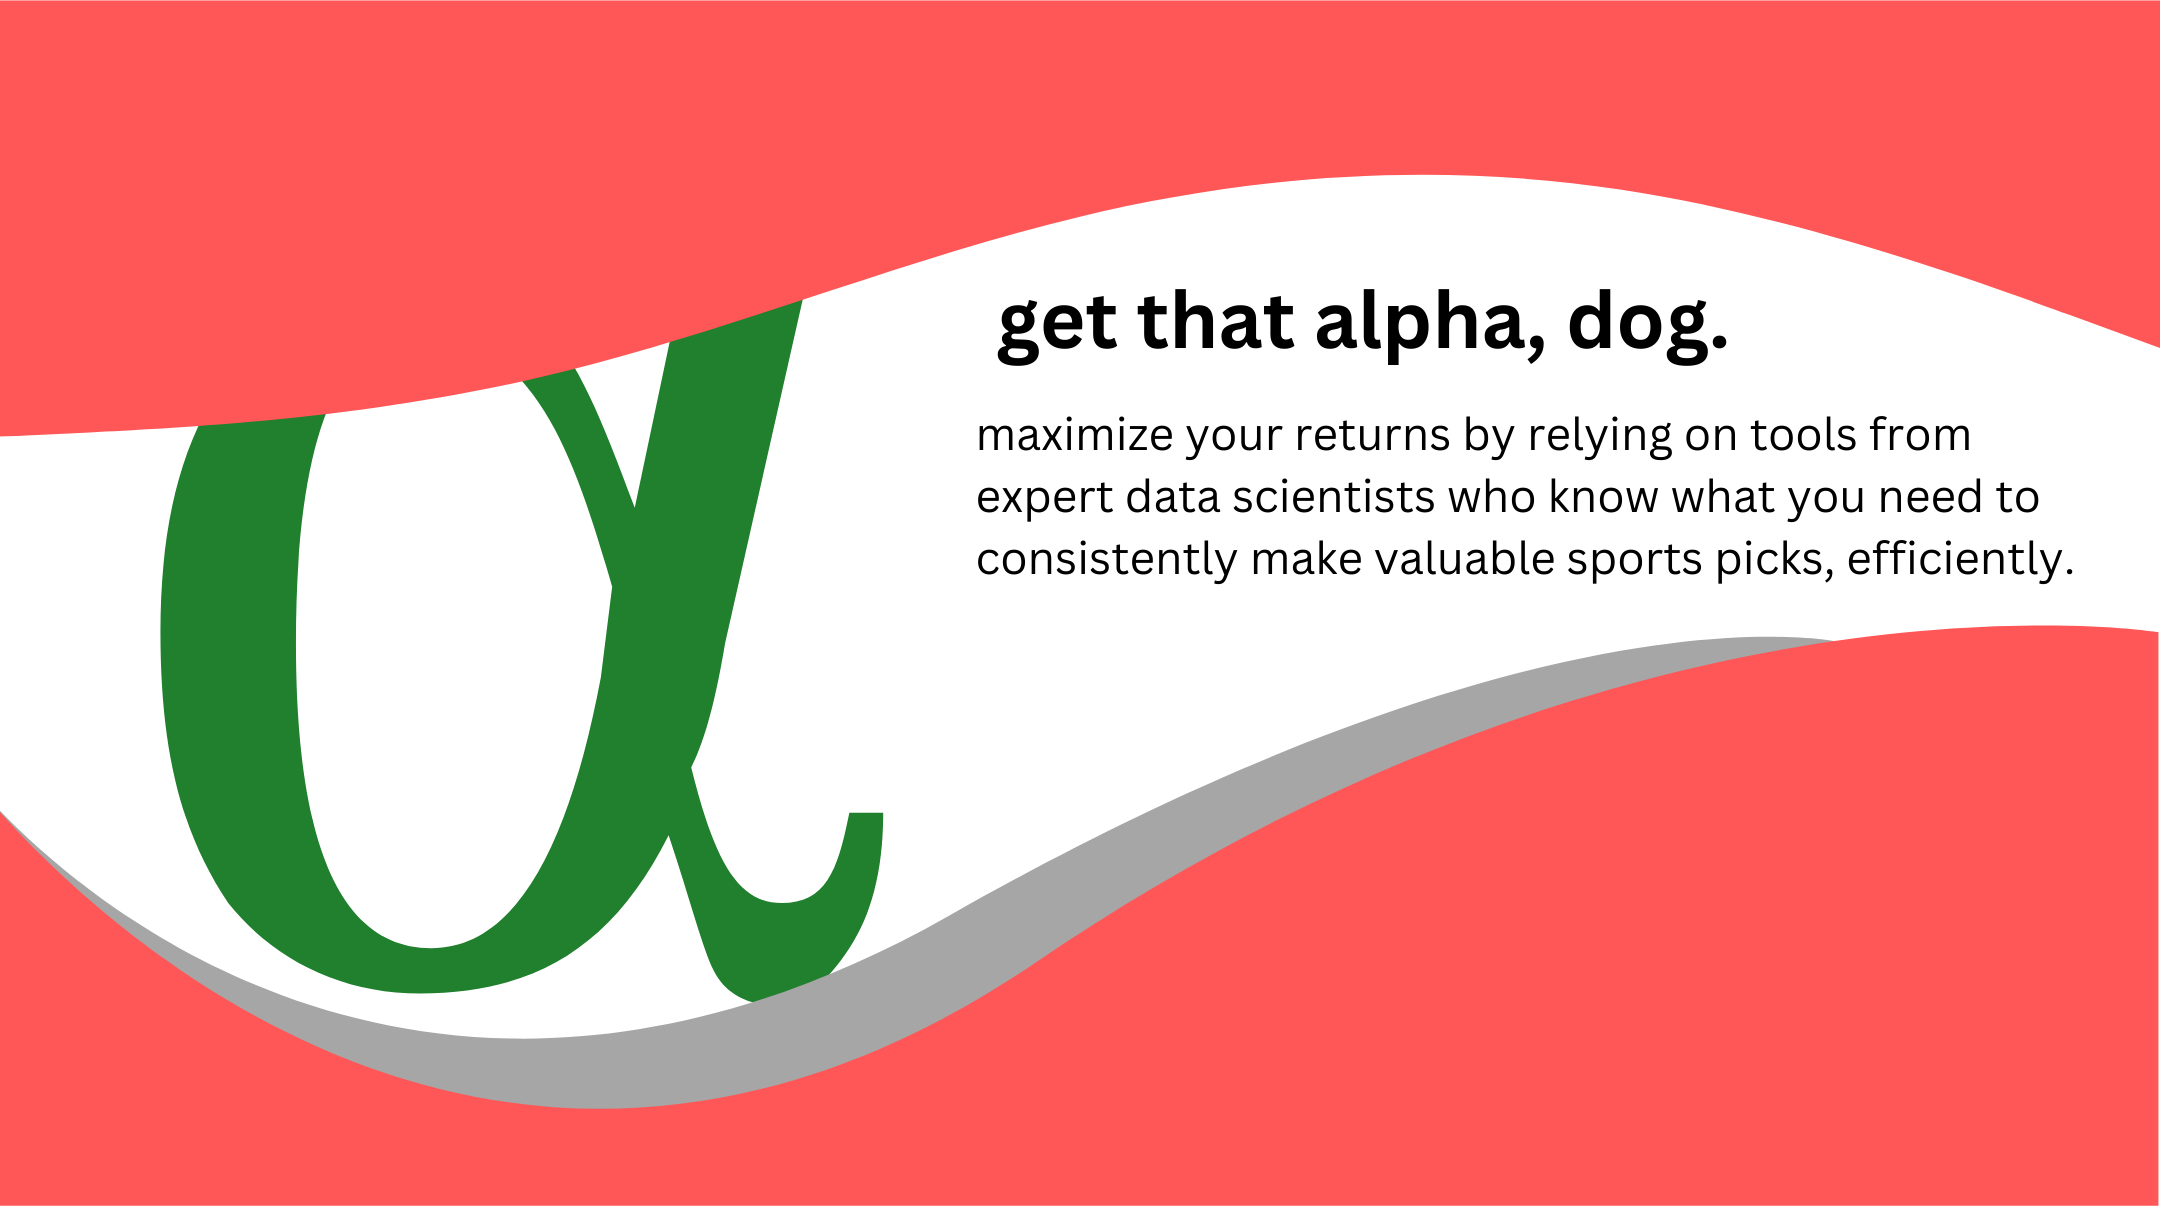 α
get that alpha, dog.
maximize your returns by relying on tools from
expert data scientists who know what you need to
consistently make valuable sports picks, efficiently.